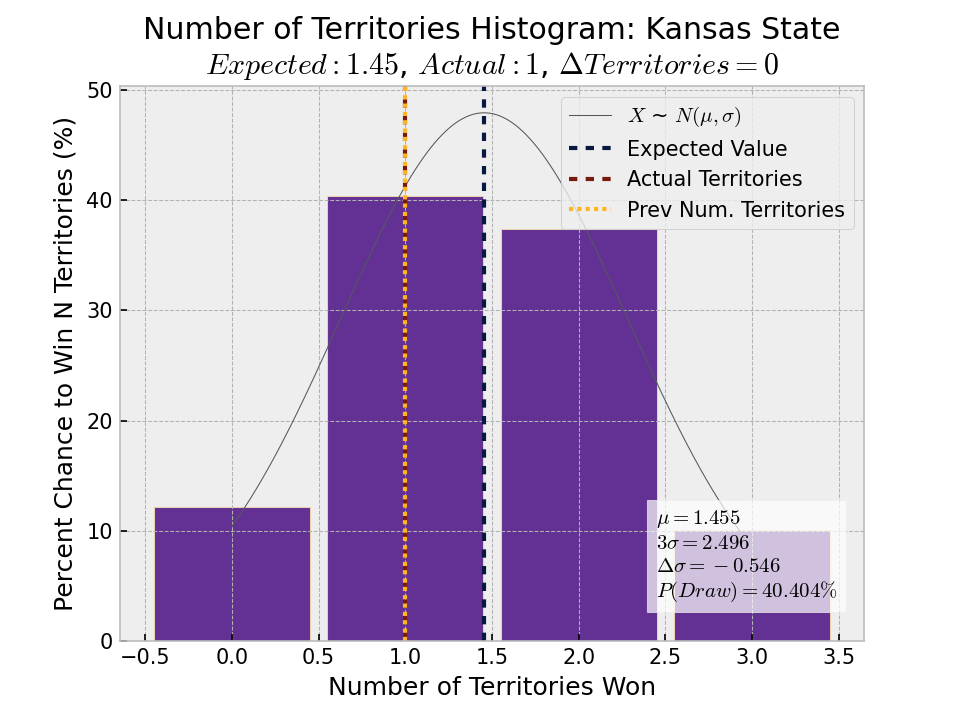 Number of Territories Histogram: Kansas State
Expected : 1.45, Actual : 1, ΔTerritories = 0
Percent Chance to Win N Territories (%)
50
40
30
20
10
0
X ~ N(μ, σ)
Expected Value
Actual Territories
Prev Num. Territories
μ = 1.455
3σ = 2.496
Δσ = −0.546
P(Draw) = 40.404%
−0.5 0.0 0.5 1.0 1.5 2.0 2.5 3.0 3.5
Number of Territories Won